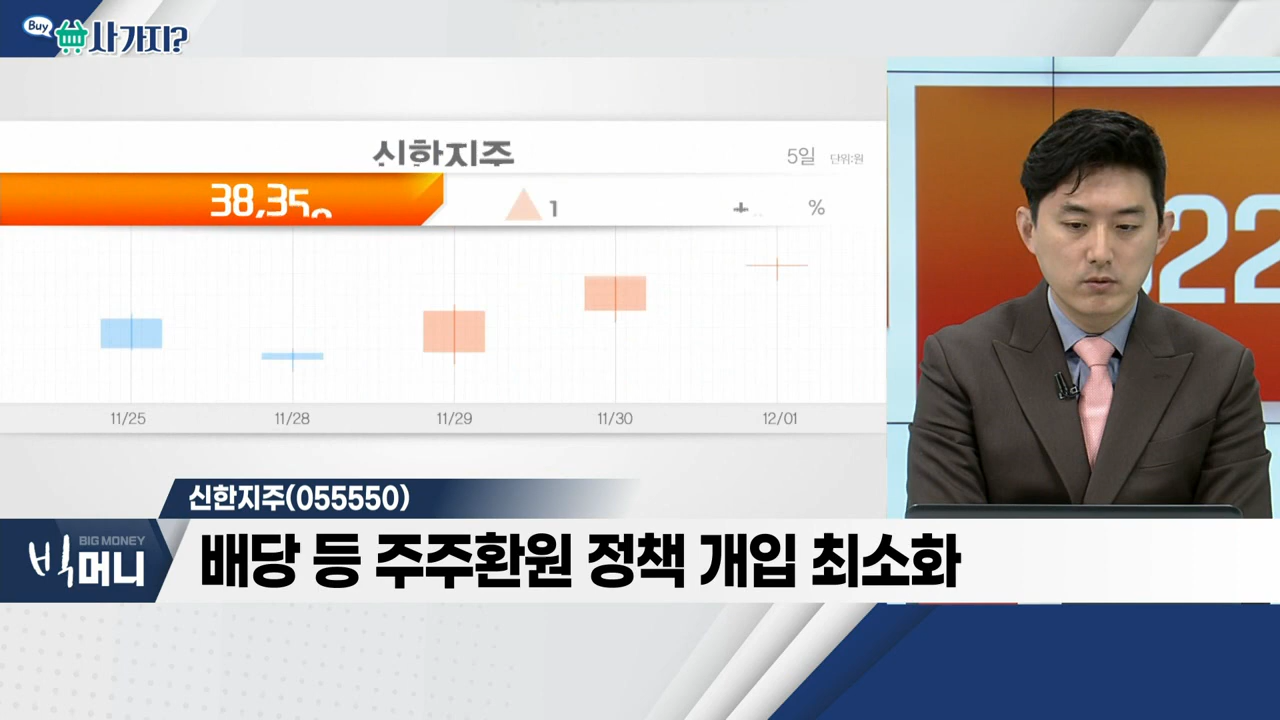 Buy 사 가지?
신한지주
5일 단위:원
1 + %
11/25 11/28 11/29 11/30 12/01
신한지주(055550)
BIG MONEY
빅머니
배당 등 주주환원 정책 개입 최소화
22